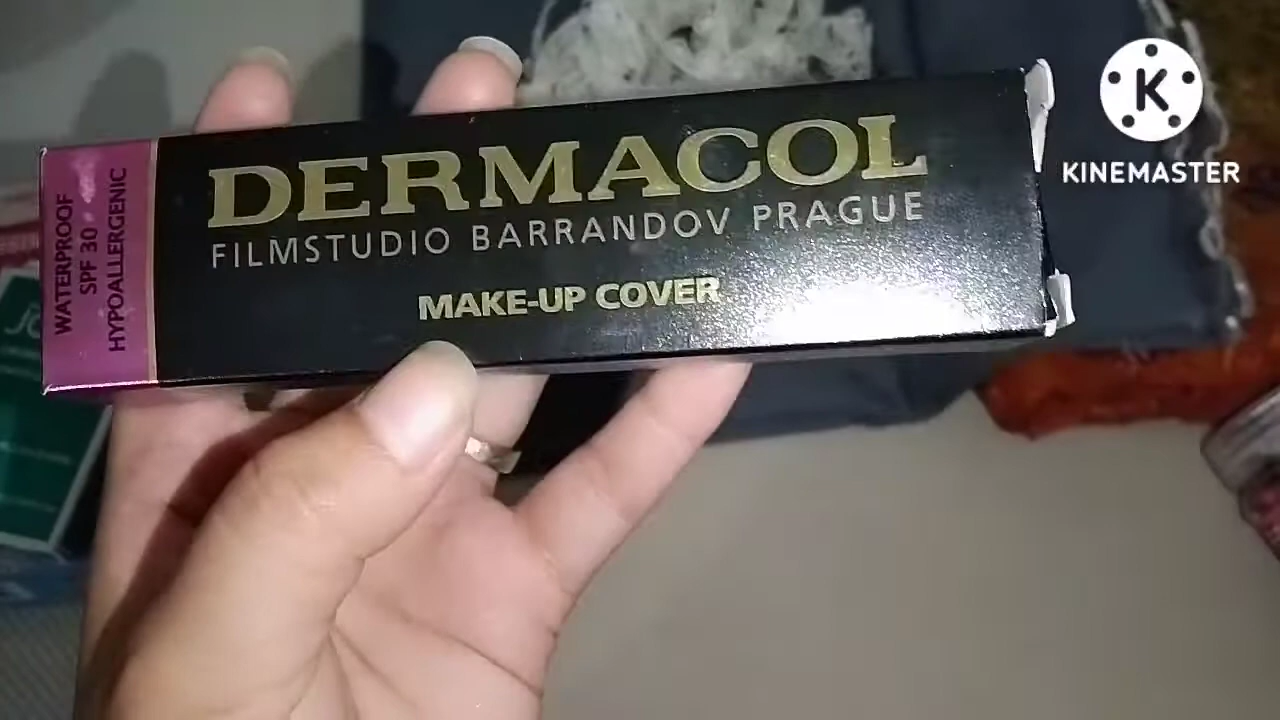 DERMACOL
FILMSTUDIO BARRANDOV PRAGUE
MAKE-UP COVER
WATERPROOF
SPF 30
HYPOALLERGENIC
K
KINEMASTER